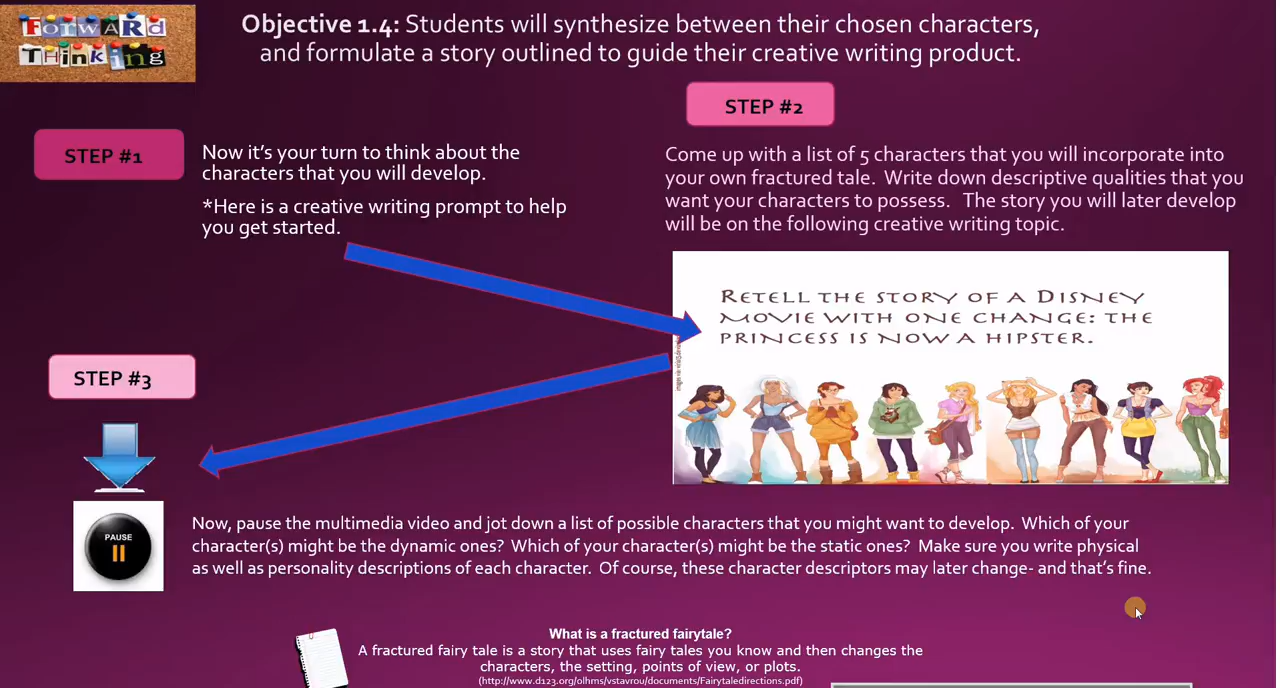 Forward
Thinking
Objective 1.4: Students will synthesize between their chosen characters,
and formulate a story outlined to guide their creative writing product.
STEP #1
Now it's your turn to think about the
characters that you will develop.
*Here is a creative writing prompt to help
you get started.
STEP #2
Come up with a list of 5 characters that you will incorporate into
your own fractured tale. Write down descriptive qualities that you
want your characters to possess. The story you will later develop
will be on the following creative writing topic.
Retell the story of a Disney
movie with one change: the
princess is now a hipster.
STEP #3
PAUSE
Now, pause the multimedia video and jot down a list of possible characters that you might want to develop. Which of your
character(s) might be the dynamic ones? Which of your character(s) might be the static ones? Make sure you write physical
as well as personality descriptions of each character. Of course, these character descriptors may later change- and that's fine.
What is a fractured fairytale?
A fractured fairy tale is a story that uses fairy tales you know and then changes the
characters, the setting, points of view, or plots.
(http://www.d123.org/olhms/vstavrou/documents/Fairytaledirections.pdf)